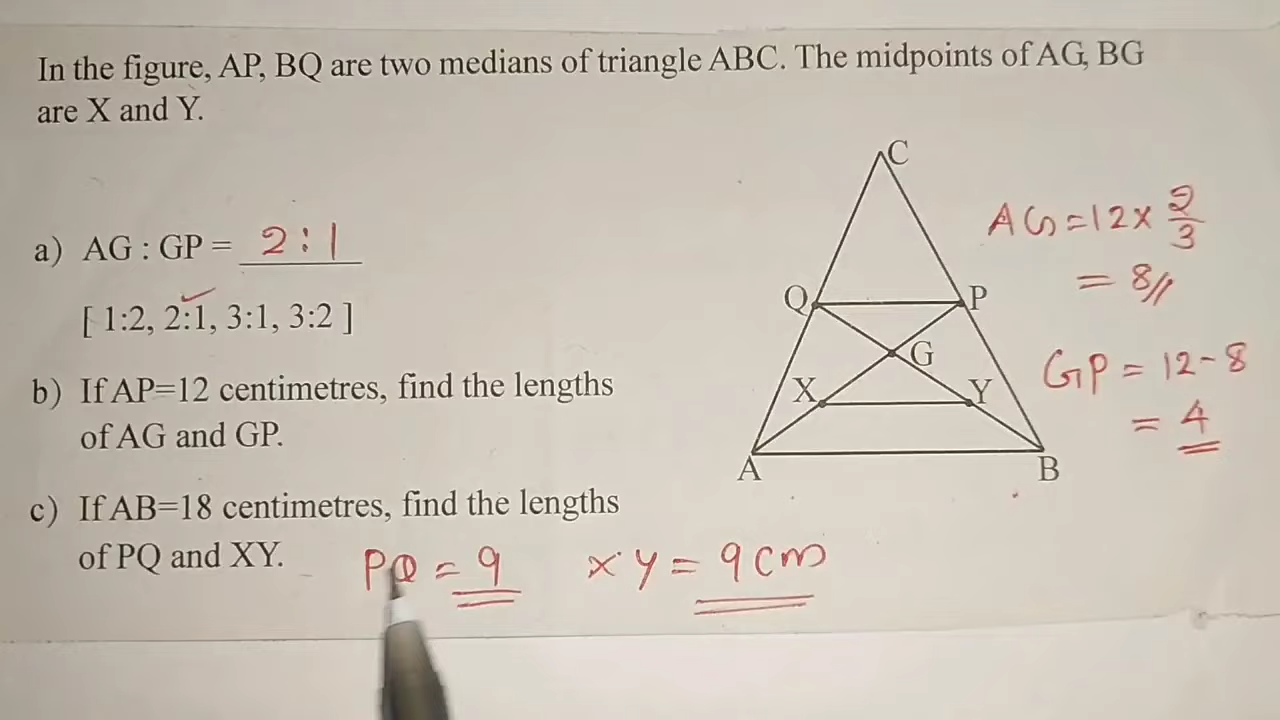 In the figure, AP, BQ are two medians of triangle ABC. The midpoints of AG, BG
are X and Y.
a) AG : GP = 2:1
[ 1:2, 2:1, 3:1, 3:2 ]
b) If AP=12 centimetres, find the lengths
of AG and GP.
c) If AB=18 centimetres, find the lengths
of PQ and XY. PQ = 9 XY = 9cm
C
Q P
G
X Y
A B
AG = 12 × 2/3
= 8//
GP = 12 - 8
= 4